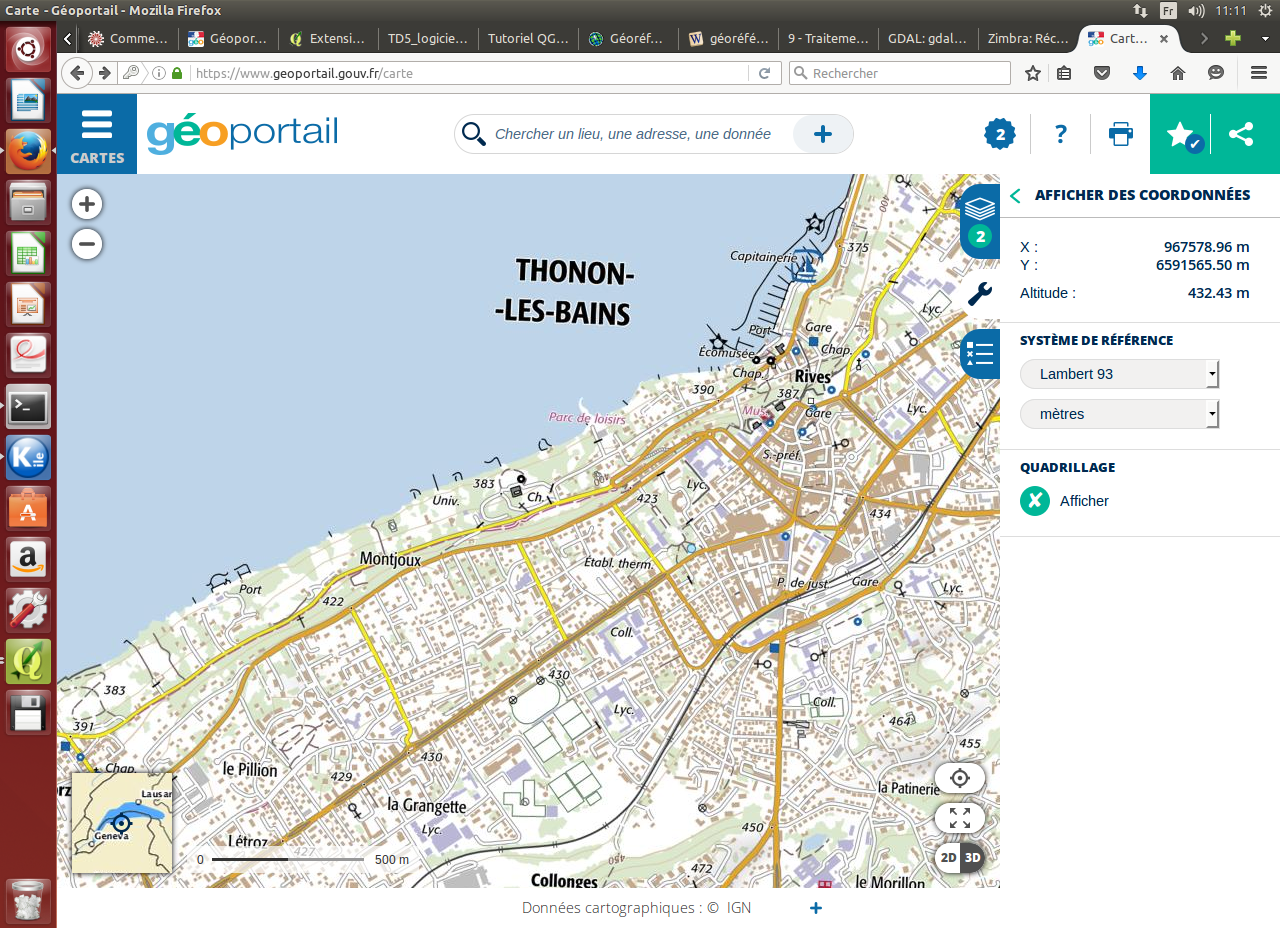 Carte - Géoportail - Mozilla Firefox
Fr
11:11
Comme...
Géopor...
Extensi...
TD5_logicie...
Tutoriel QG...
Géoréf...
géoréfé...
9 - Traiteme...
GDAL: gdal...
Zimbra: Réc...
Cart...
https://www.geoportail.gouv.fr/carte
Rechercher
CARTES
géoportail
Chercher un lieu, une adresse, une donnée
2
?
AFFICHER DES COORDONNÉES
X :
967578.96 m
Y :
6591565.50 m
Altitude :
432.43 m
SYSTÈME DE RÉFÉRENCE
Lambert 93
mètres
QUADRILLAGE
Afficher
2
400
375
Capitainerie
THONON-
-LES-BAINS
Lyc.
Port
Gare
Écomusée
Chap.
Chap.
Rives
390
387
Mus.
Gare
Lyc.
Parc de loisirs
S.-préf.
383
Ch.
Univ.
Lyc.
423
434
Montjoux
Établ. therm.
P. de just.
Gare
Lyc.
Port
422
Coll.
383
430
Coll.
391
Lyc.
464
455
Chap.
le Pillion
429
430
la Grangette
la Patinerie
Lyc.
450
Létroz
427
450
472
Collonges
le Morillon
Lausan
Geneva
0
500 m
2D
3D
Données cartographiques : © IGN